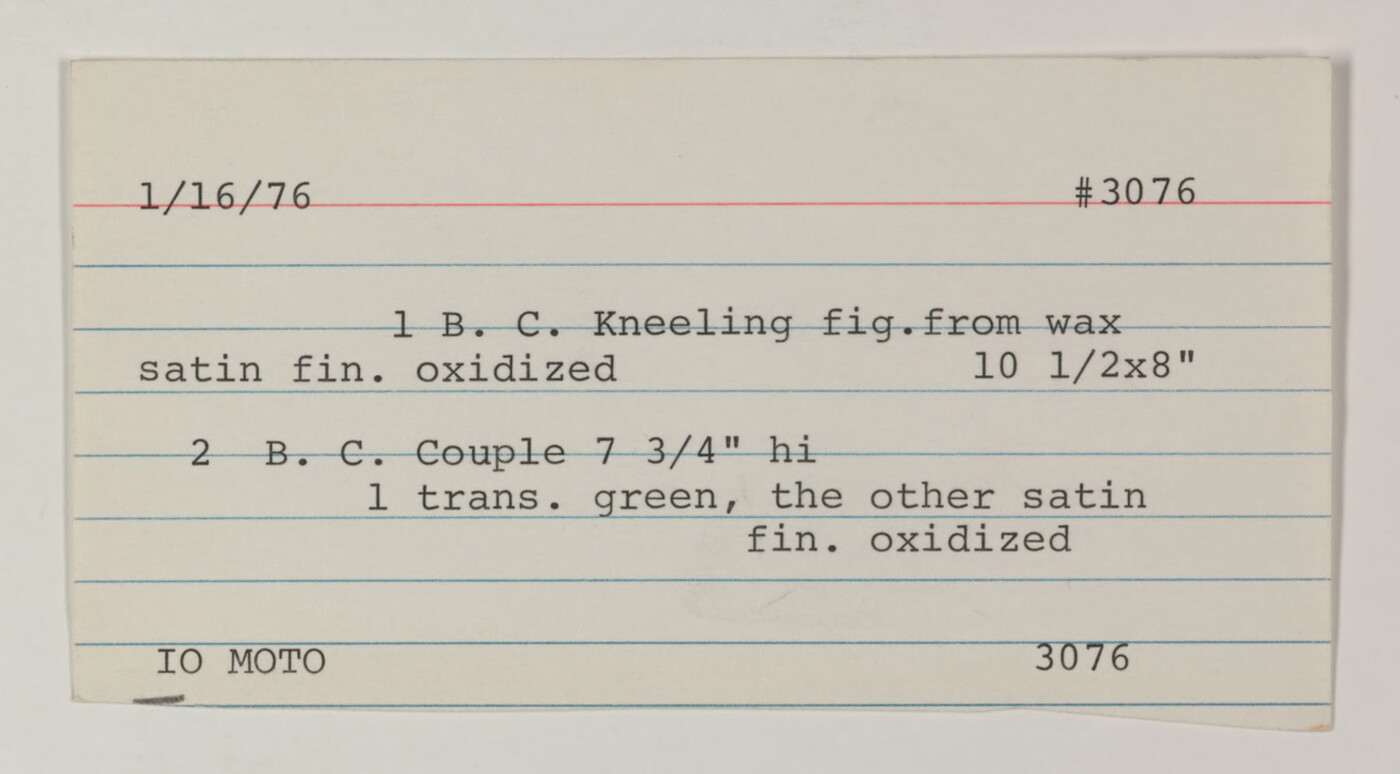 1/16/76 #3076
1 B. C. Kneeling fig.from wax
satin fin. oxidized 10 1/2x8"
2 B. C. Couple 7 3/4" hi
1 trans. green, the other satin
fin. oxidized
IO MOTO 3076